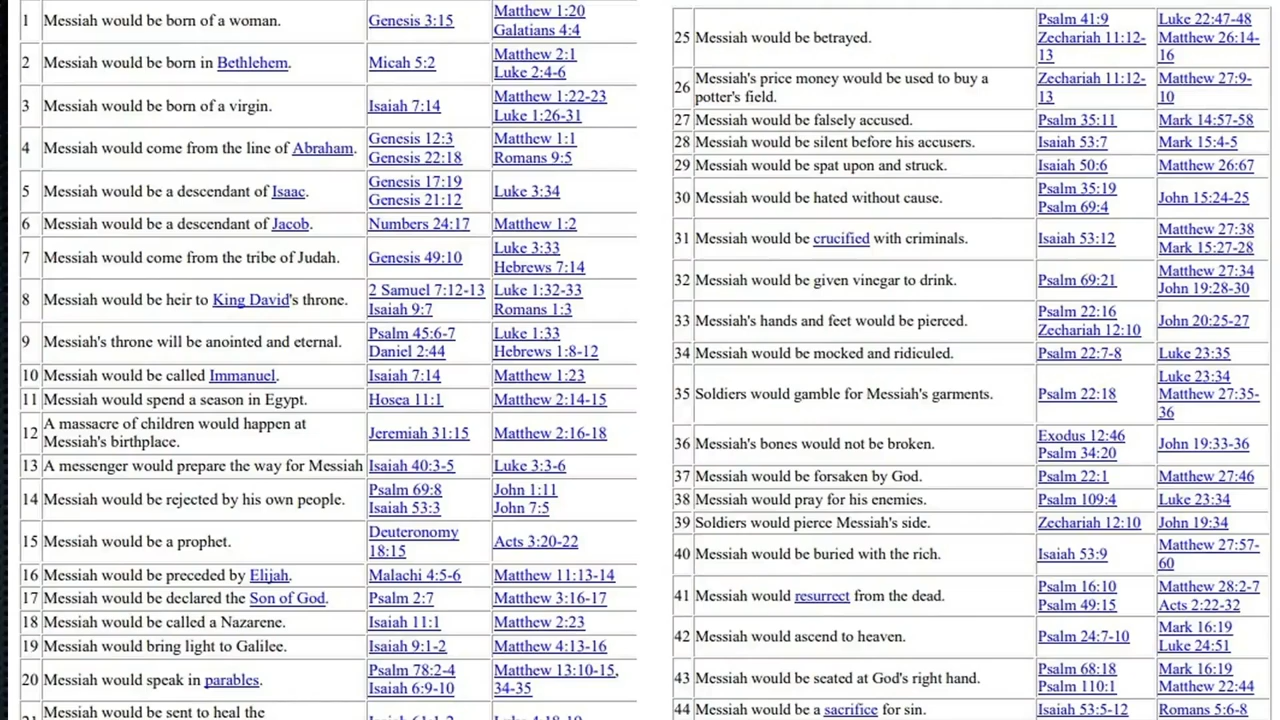 1 Messiah would be born of a woman. Genesis 3:15 Matthew 1:20
Galatians 4:4
2 Messiah would be born in Bethlehem. Micah 5:2 Matthew 2:1
Luke 2:4-6
3 Messiah would be born of a virgin. Isaiah 7:14 Matthew 1:22-23
Luke 1:26-31
4 Messiah would come from the line of Abraham. Genesis 12:3 Matthew 1:1
Genesis 22:18 Romans 9:5
5 Messiah would be a descendant of Isaac. Genesis 17:19 Luke 3:34
Genesis 21:12
6 Messiah would be a descendant of Jacob. Numbers 24:17 Matthew 1:2
7 Messiah would come from the tribe of Judah. Genesis 49:10 Luke 3:33
Hebrews 7:14
8 Messiah would be heir to King David's throne. 2 Samuel 7:12-13 Luke 1:32-33
Isaiah 9:7 Romans 1:3
9 Messiah's throne will be anointed and eternal. Psalm 45:6-7 Luke 1:33
Daniel 2:44 Hebrews 1:8-12
10 Messiah would be called Immanuel. Isaiah 7:14 Matthew 1:23
11 Messiah would spend a season in Egypt. Hosea 11:1 Matthew 2:14-15
12 A massacre of children would happen at
Messiah's birthplace. Jeremiah 31:15 Matthew 2:16-18
13 A messenger would prepare the way for Messiah Isaiah 40:3-5 Luke 3:3-6
14 Messiah would be rejected by his own people. Psalm 69:8 John 1:11
Isaiah 53:3 John 7:5
15 Messiah would be a prophet. Deuteronomy
18:15 Acts 3:20-22
16 Messiah would be preceded by Elijah. Malachi 4:5-6 Matthew 11:13-14
17 Messiah would be declared the Son of God. Psalm 2:7 Matthew 3:16-17
18 Messiah would be called a Nazarene. Isaiah 11:1 Matthew 2:23
19 Messiah would bring light to Galilee. Isaiah 9:1-2 Matthew 4:13-16
20 Messiah would speak in parables. Psalm 78:2-4 Matthew 13:10-15,
Isaiah 6:9-10 34-35
Messiah would be sent to heal the
21 Isaiah 61:1-2 Luke 4:18-19
25 Messiah would be betrayed. Psalm 41:9 Luke 22:47-48
Zechariah 11:12- Matthew 26:14-
13 16
26 Messiah's price money would be used to buy a Zechariah 11:12- Matthew 27:9-
potter's field. 13 10
27 Messiah would be falsely accused. Psalm 35:11 Mark 14:57-58
28 Messiah would be silent before his accusers. Isaiah 53:7 Mark 15:4-5
29 Messiah would be spat upon and struck. Isaiah 50:6 Matthew 26:67
30 Messiah would be hated without cause. Psalm 35:19 John 15:24-25
Psalm 69:4
31 Messiah would be crucified with criminals. Isaiah 53:12 Matthew 27:38
Mark 15:27-28
32 Messiah would be given vinegar to drink. Psalm 69:21 Matthew 27:34
John 19:28-30
33 Messiah's hands and feet would be pierced. Psalm 22:16 John 20:25-27
Zechariah 12:10
34 Messiah would be mocked and ridiculed. Psalm 22:7-8 Luke 23:35
35 Soldiers would gamble for Messiah's garments. Psalm 22:18 Luke 23:34
Matthew 27:35-
36
36 Messiah's bones would not be broken. Exodus 12:46 John 19:33-36
Psalm 34:20
37 Messiah would be forsaken by God. Psalm 22:1 Matthew 27:46
38 Messiah would pray for his enemies. Psalm 109:4 Luke 23:34
39 Soldiers would pierce Messiah's side. Zechariah 12:10 John 19:34
40 Messiah would be buried with the rich. Isaiah 53:9 Matthew 27:57-
60
41 Messiah would resurrect from the dead. Psalm 16:10 Matthew 28:2-7
Psalm 49:15 Acts 2:22-32
42 Messiah would ascend to heaven. Psalm 24:7-10 Mark 16:19
Luke 24:51
43 Messiah would be seated at God's right hand. Psalm 68:18 Mark 16:19
Psalm 110:1 Matthew 22:44
44 Messiah would be a sacrifice for sin. Isaiah 53:5-12 Romans 5:6-8